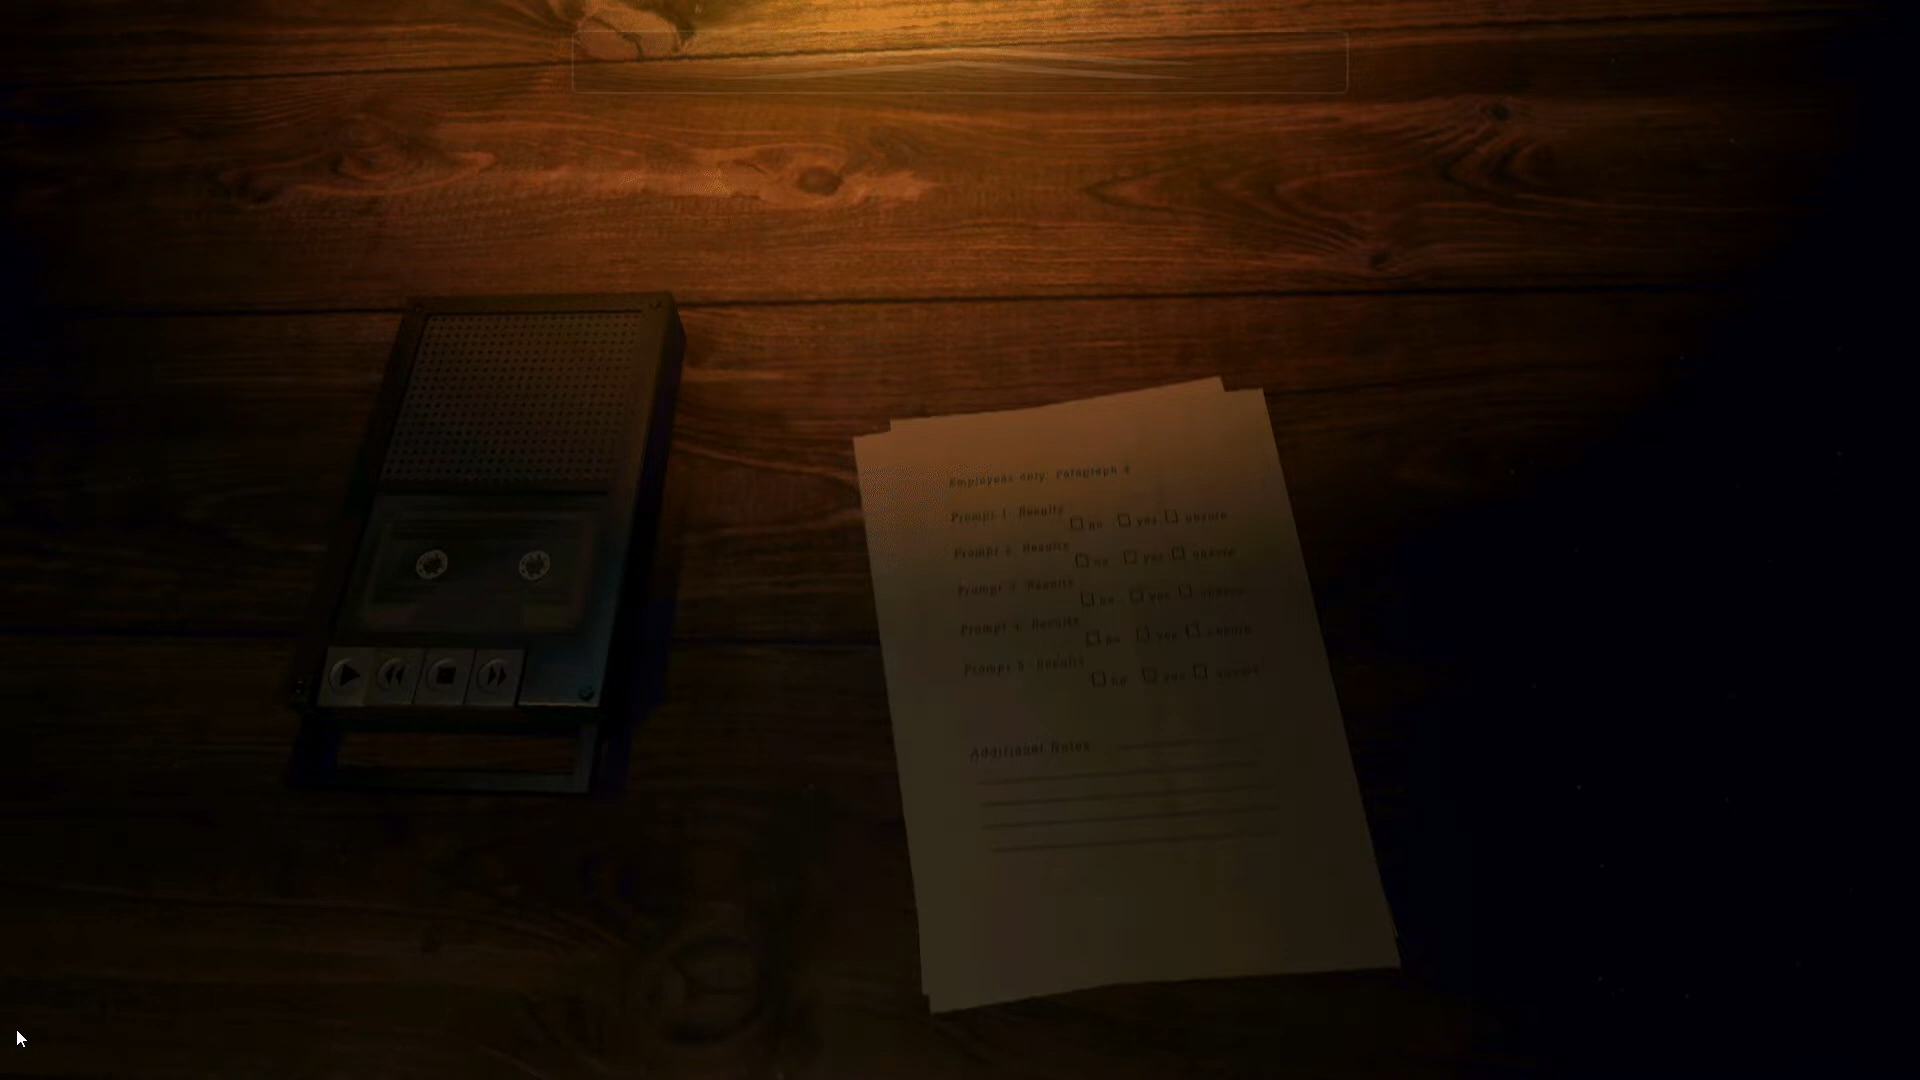 Employees only: Paragraph 4
Prompt 1: Results
no yes unsure
Prompt 2: Results
no yes unsure
Prompt 3: Results
no yes unsure
Prompt 4: Results
no yes unsure
Prompt 5: Results
no yes unsure
Additional Notes